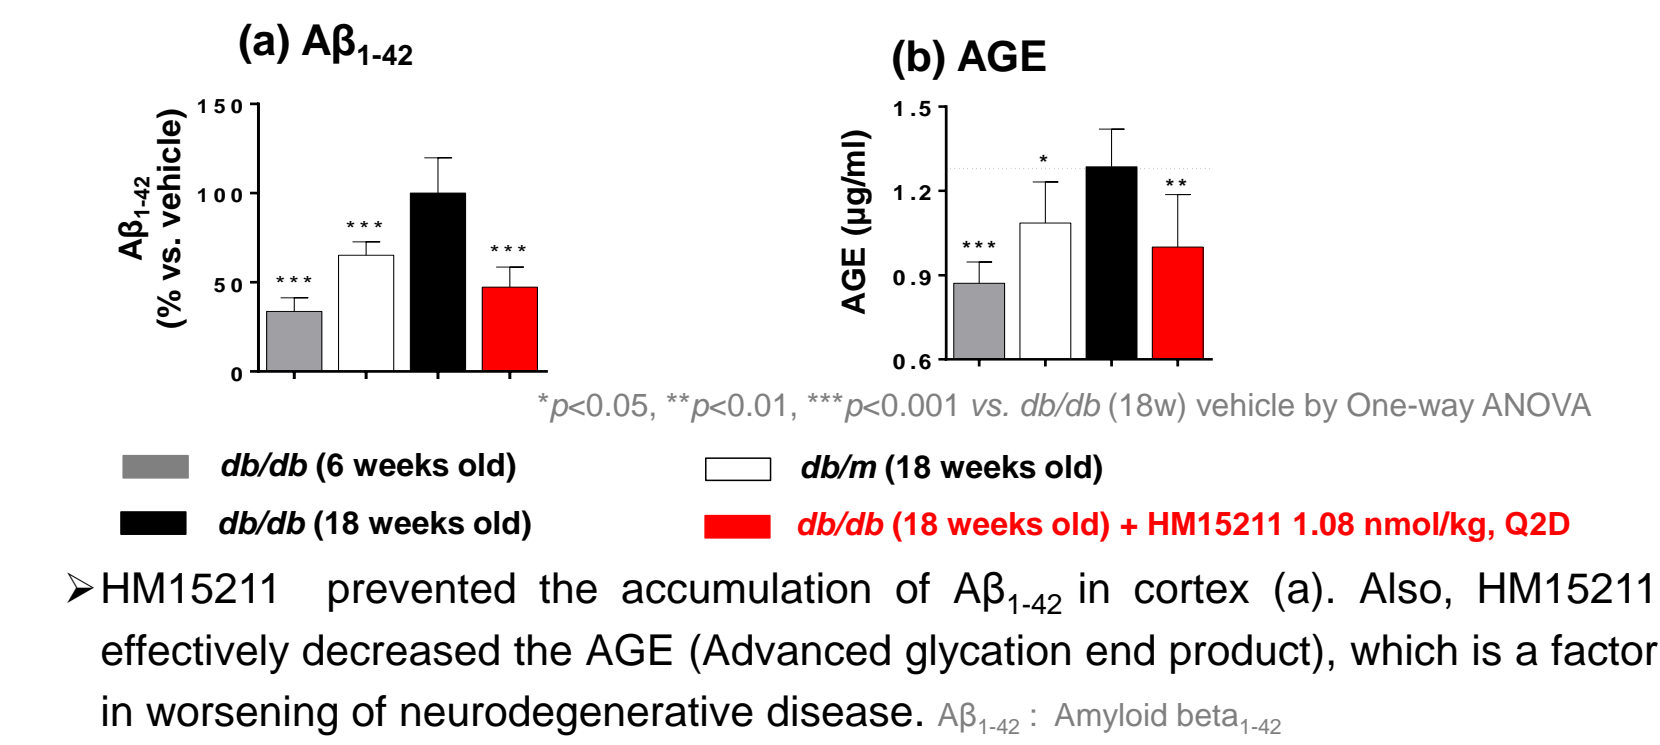 (a) Aβ1-42
(b) AGE
Aβ1-42
(% vs. vehicle)
150
100
50
0
***
***
***
AGE (µg/ml)
1.5
1.2
0.9
0.6
***
*
**
*p<0.05, **p<0.01, ***p<0.001 vs. db/db (18w) vehicle by One-way ANOVA
db/db (6 weeks old)
db/m (18 weeks old)
db/db (18 weeks old)
db/db (18 weeks old) + HM15211 1.08 nmol/kg, Q2D
➢HM15211 prevented the accumulation of Aβ1-42 in cortex (a). Also, HM15211
effectively decreased the AGE (Advanced glycation end product), which is a factor
in worsening of neurodegenerative disease. Aβ1-42 : Amyloid beta1-42